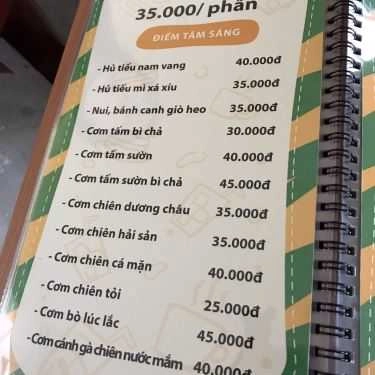 35.000/ phần
ĐIỂM TÂM SÁNG
- Hủ tiếu nam vang 40.000đ
- Hủ tiếu mì xá xíu 35.000đ
- Nui, bánh canh giò heo 35.000đ
- Cơm tấm bì chả 30.000đ
- Cơm tấm sườn 40.000đ
- Cơm tấm sườn bì chả 45.000đ
- Cơm chiên dương châu 35.000đ
- Cơm chiên hải sản 35.000đ
- Cơm chiên cá mặn 40.000đ
- Cơm chiên tỏi 25.000đ
- Cơm bò lúc lắc 45.000đ
-Cơm cánh gà chiên nước mắm 40.000đ